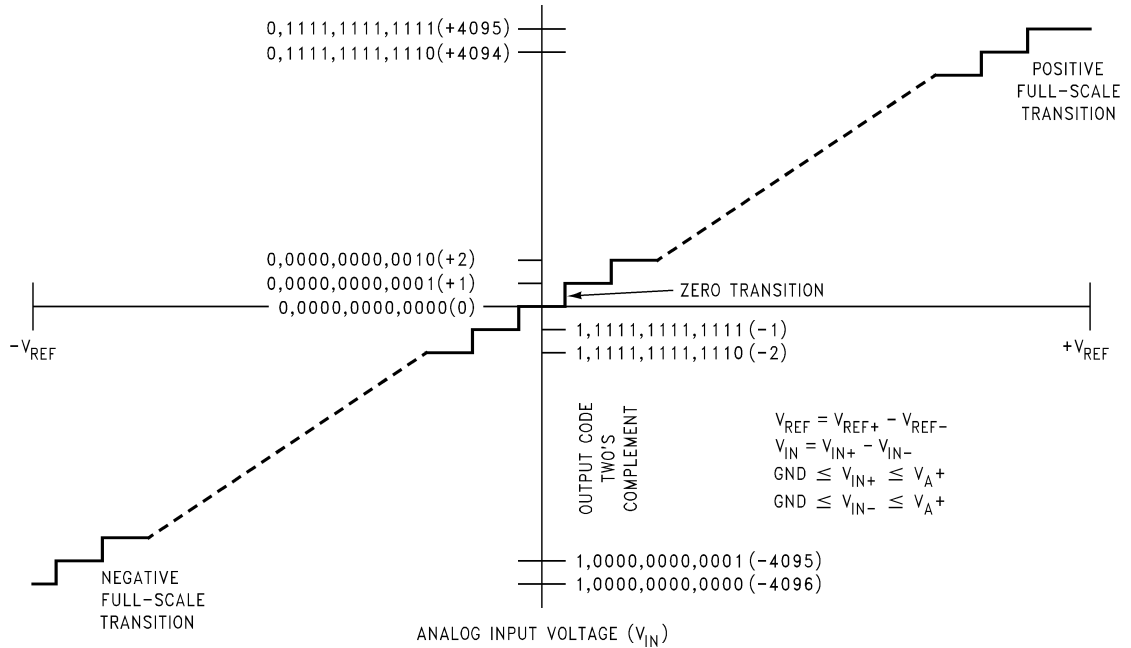 0,1111,1111,1111(+4095)
0,1111,1111,1110(+4094)
POSITIVE
FULL-SCALE
TRANSITION
0,0000,0000,0010(+2)
0,0000,0000,0001(+1)
ZERO TRANSITION
0,0000,0000,0000(0)
1,1111,1111,1111(-1)
1,1111,1111,1110(-2)
-VREF
+VREF
OUTPUT CODE
TWO'S
COMPLEMENT
VREF = VREF+ - VREF-
VIN = VIN+ - VIN-
GND ≤ VIN+ ≤ VA+
GND ≤ VIN- ≤ VA+
1,0000,0000,0001(-4095)
1,0000,0000,0000(-4096)
NEGATIVE
FULL-SCALE
TRANSITION
ANALOG INPUT VOLTAGE (VIN)